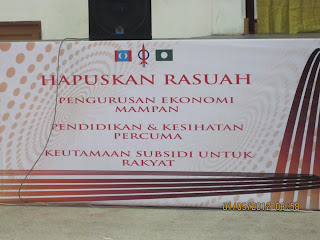 HAPUSKAN RASUAH
PENGURUSAN EKONOMI
MAMPAN
PENDIDIKAN & KESIHATAN
PERCUMA
KEUTAMAAN SUBSIDI UNTUK
RAKYAT